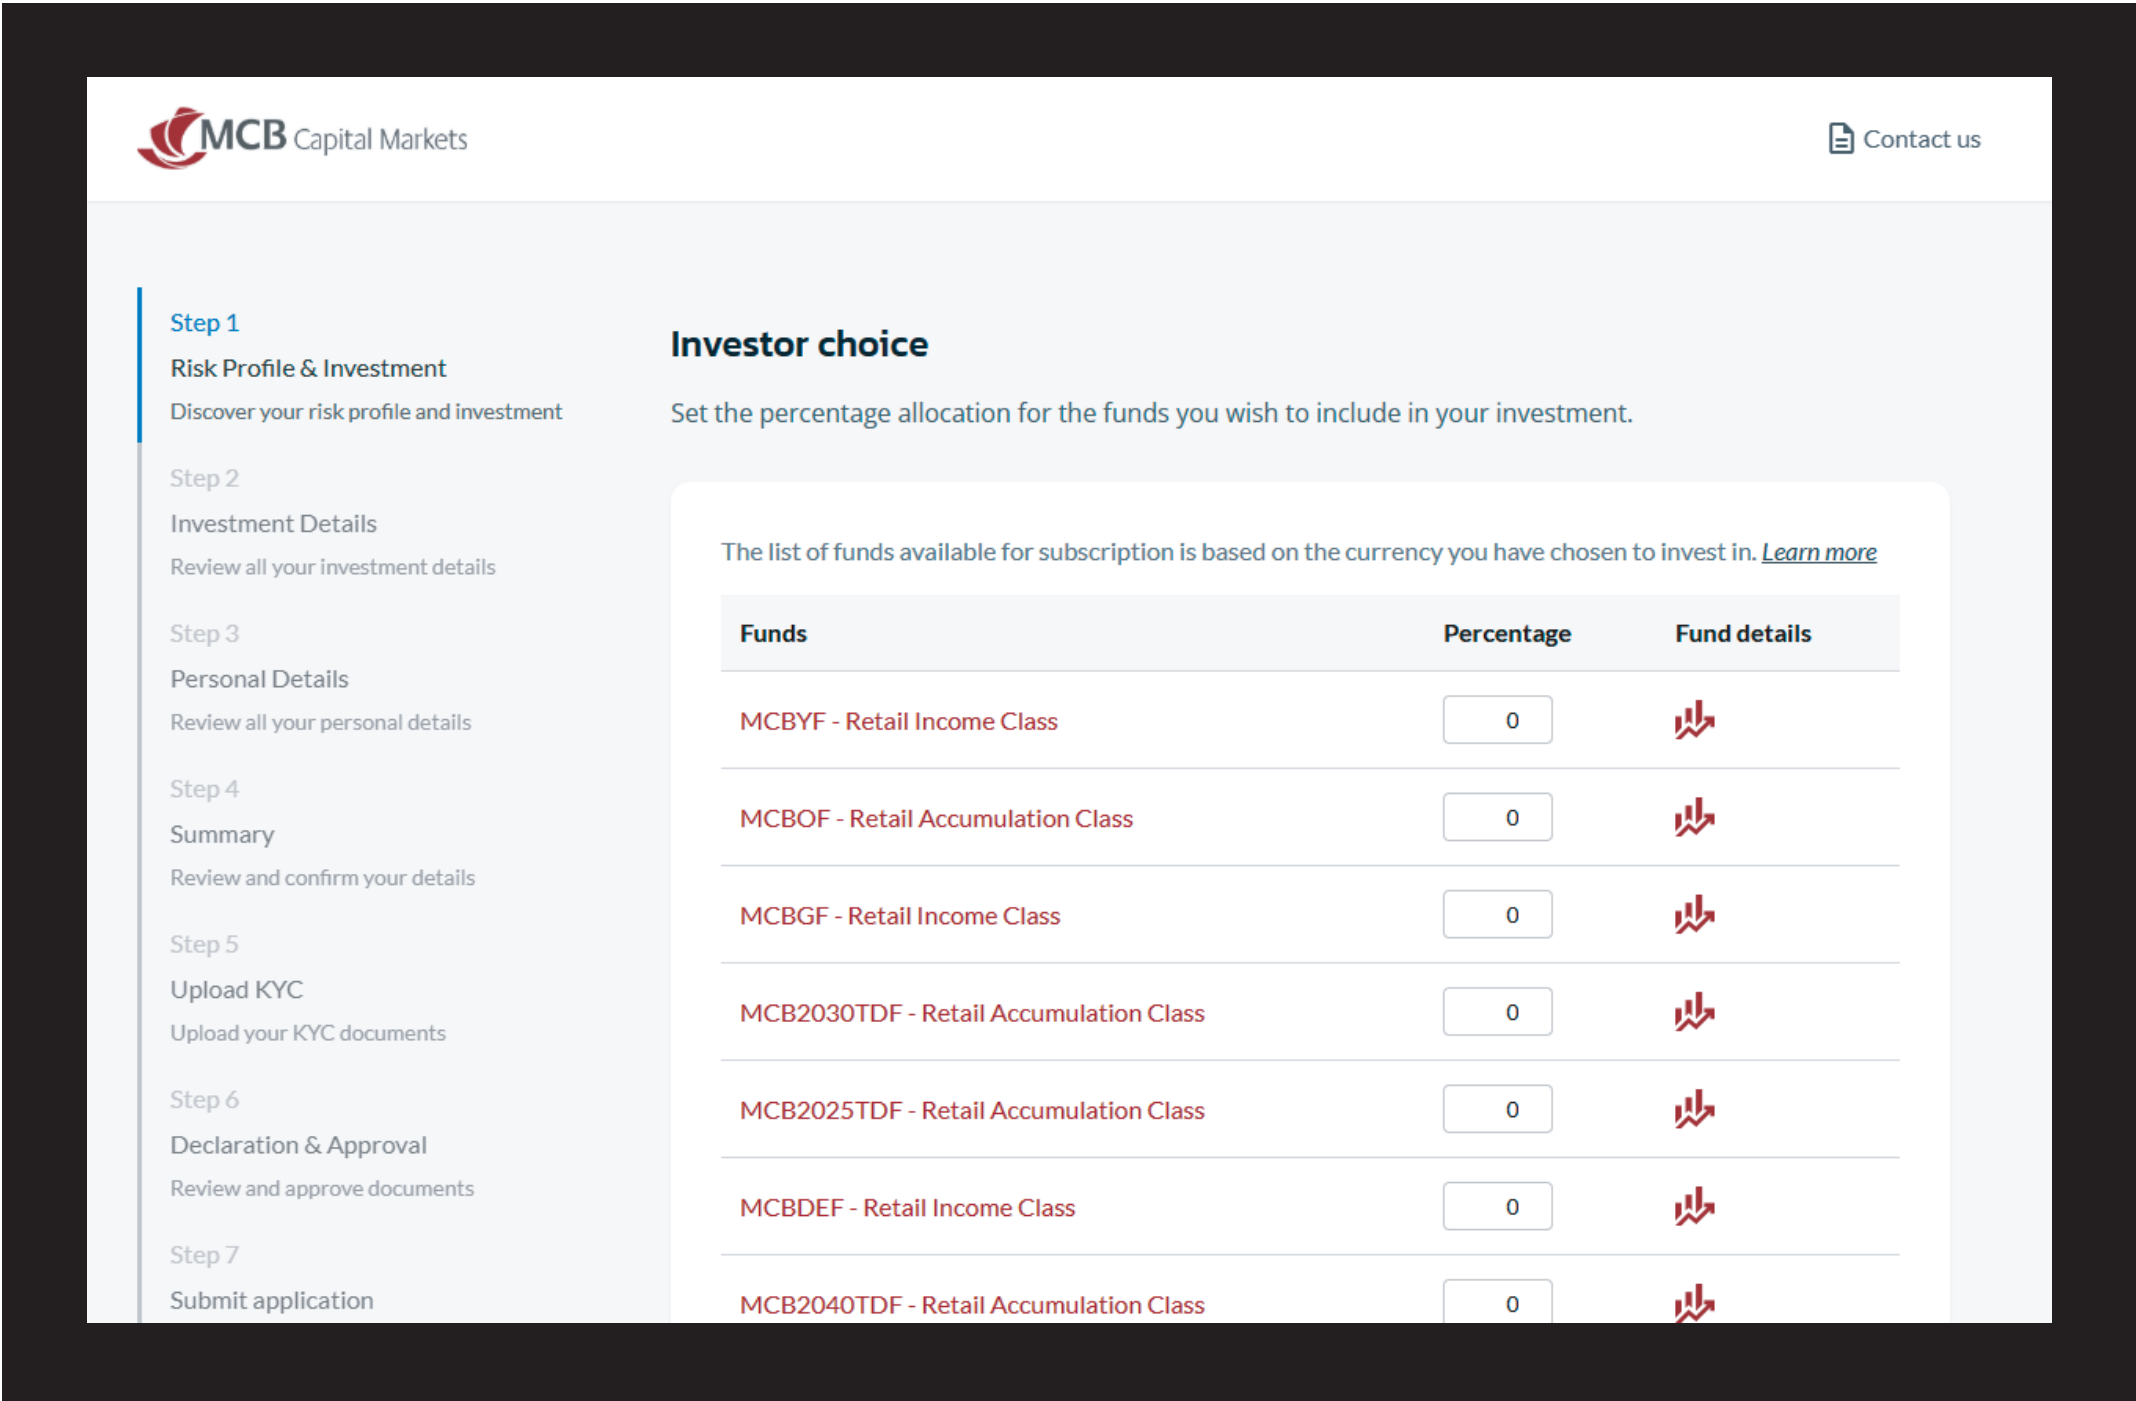 MCB Capital Markets
Contact us
Step 1
Risk Profile & Investment
Discover your risk profile and investment
Step 2
Investment Details
Review all your investment details
Step 3
Personal Details
Review all your personal details
Step 4
Summary
Review and confirm your details
Step 5
Upload KYC
Upload your KYC documents
Step 6
Declaration & Approval
Review and approve documents
Step 7
Submit application
Investor choice
Set the percentage allocation for the funds you wish to include in your investment.
The list of funds available for subscription is based on the currency you have chosen to invest in. Learn more
Funds Percentage Fund details
MCBYF - Retail Income Class 0
MCBOF - Retail Accumulation Class 0
MCBGF - Retail Income Class 0
MCB2030TDF - Retail Accumulation Class 0
MCB2025TDF - Retail Accumulation Class 0
MCBDEF - Retail Income Class 0
MCB2040TDF - Retail Accumulation Class 0